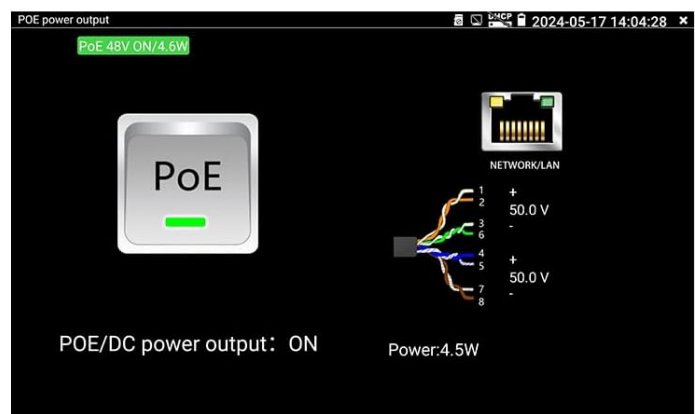 POE power output
DHCP
2024-05-17 14:04:28 ×
PoE 48V ON/4.6W
PoE
NETWORK/LAN
1 +
2
50.0 V
3 -
6
4 +
5
50.0 V
7 -
8
POE/DC power output: ON
Power:4.5W